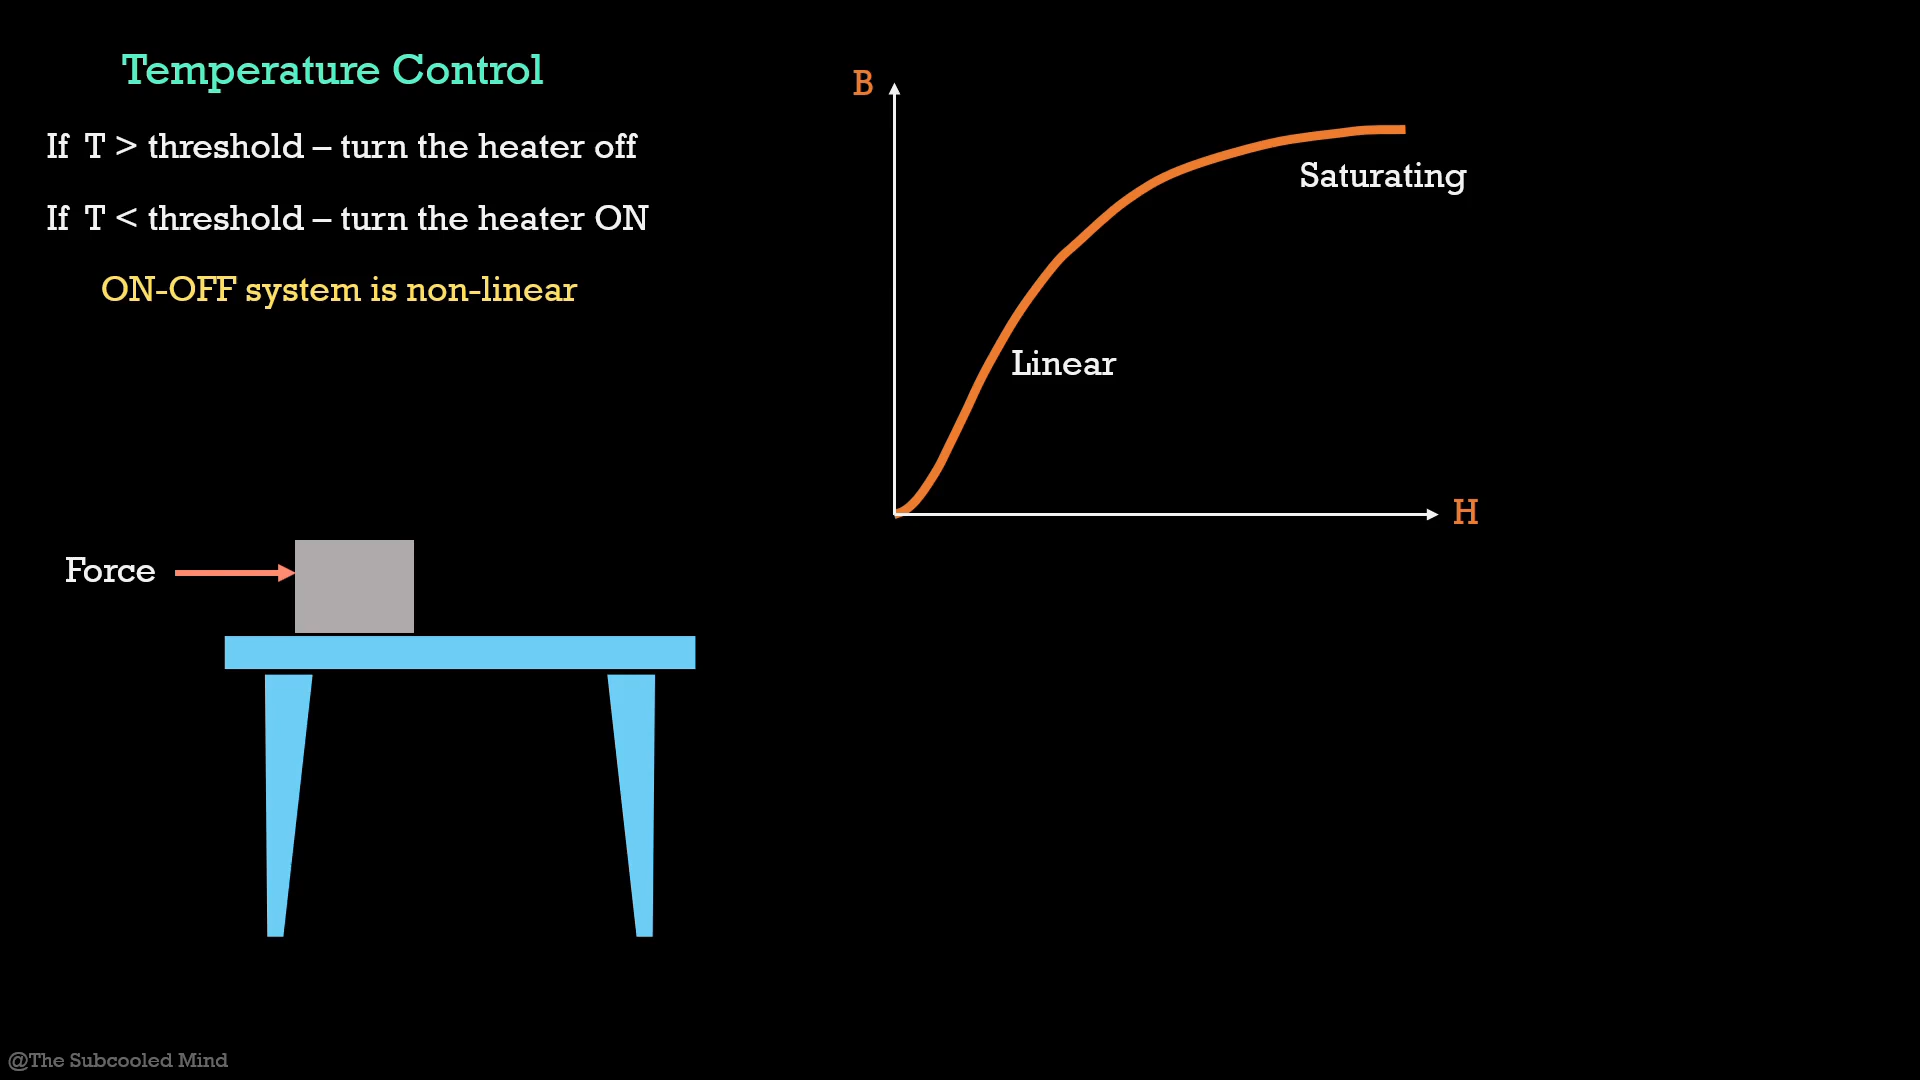 Temperature Control
If T > threshold – turn the heater off
If T < threshold – turn the heater ON
ON-OFF system is non-linear
B
Saturating
Linear
H
Force
@The Subcooled Mind